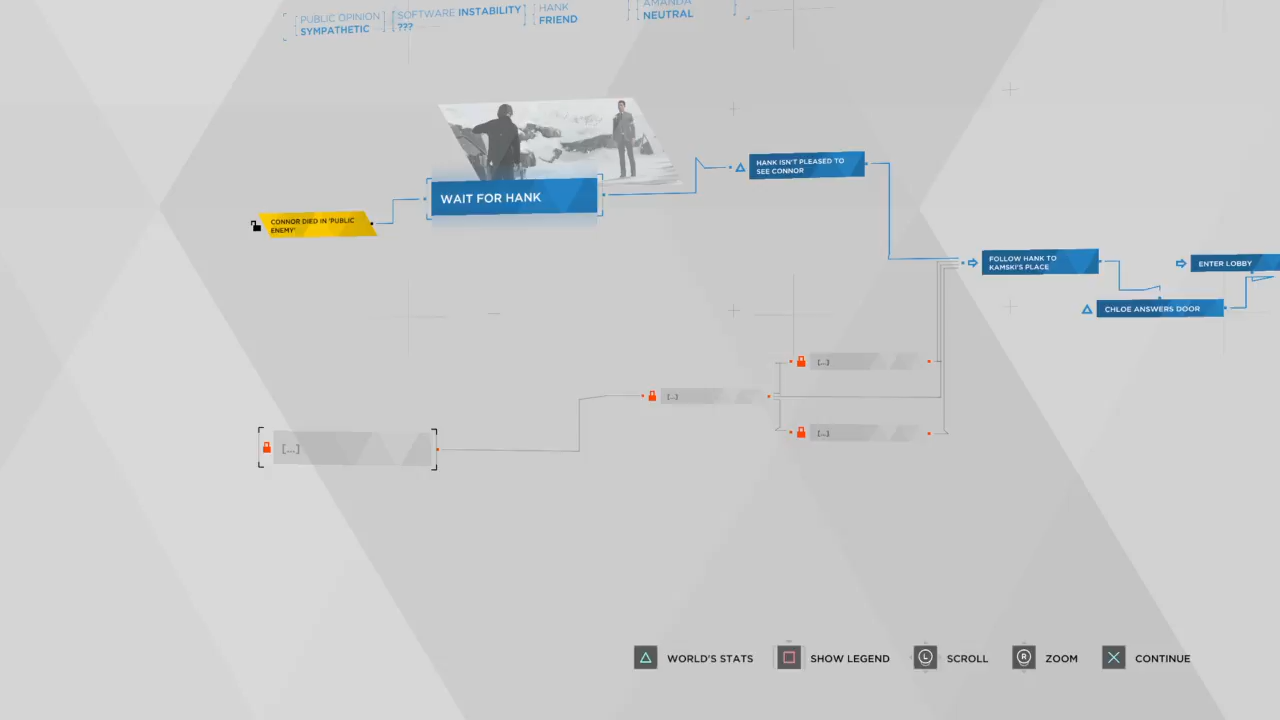 PUBLIC OPINION
SYMPATHETIC
SOFTWARE INSTABILITY
???
HANK
FRIEND
AMANDA
NEUTRAL
CONNOR DIED IN 'PUBLIC
ENEMY'
WAIT FOR HANK
HANK ISN'T PLEASED TO
SEE CONNOR
FOLLOW HANK TO
KAMSKI'S PLACE
ENTER LOBBY
CHLOE ANSWERS DOOR
[...]
[...]
[...]
[...]
WORLD'S STATS
SHOW LEGEND
L
SCROLL
R
ZOOM
CONTINUE